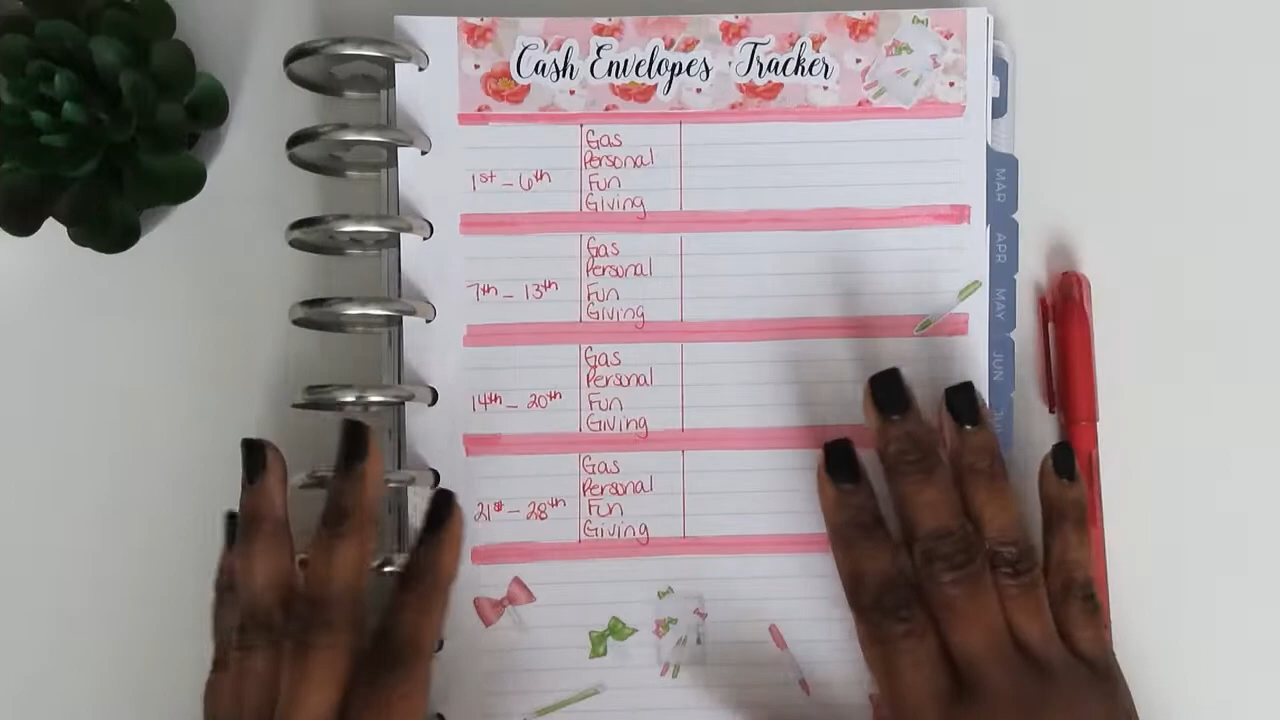 Cash Envelopes Tracker
1st - 6th
Gas
Personal
Fun
Giving
7th - 13th
Gas
Personal
Fun
Giving
14th - 20th
Gas
Personal
Fun
Giving
21st - 28th
Gas
Personal
Fun
Giving
MAR
APR
MAY
JUN